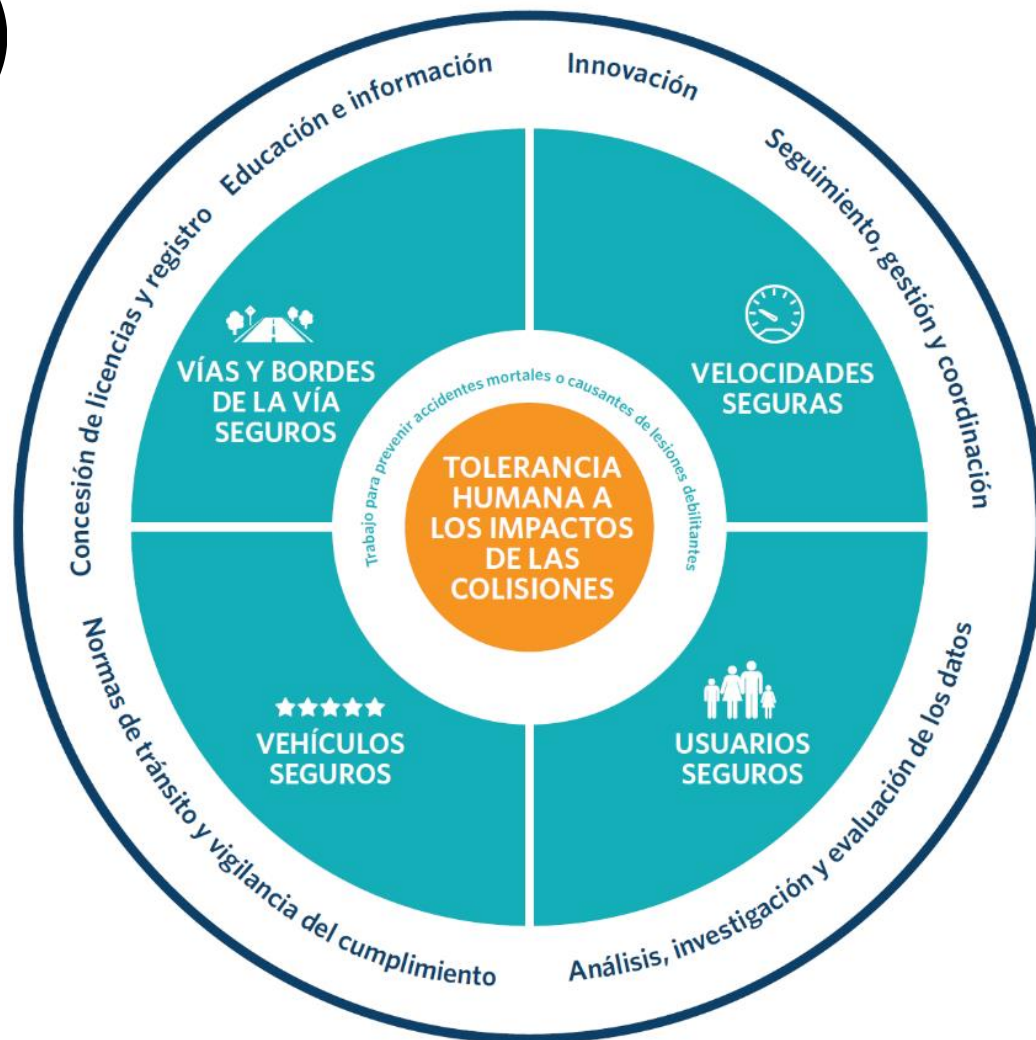 Educación e información
Innovación
Seguimiento, gestión y coordinación
Concesión de licencias y registro
VÍAS Y BORDES
DE LA VÍA
SEGUROS
VELOCIDADES
SEGURAS
Trabajo para prevenir accidentes mortales o causantes de lesiones debilitantes
TOLERANCIA
HUMANA A
LOS IMPACTOS
DE LAS
COLISIONES
VEHÍCULOS
SEGUROS
USUARIOS
SEGUROS
Normas de tránsito y vigilancia del cumplimiento
Análisis, investigación y evaluación de los datos